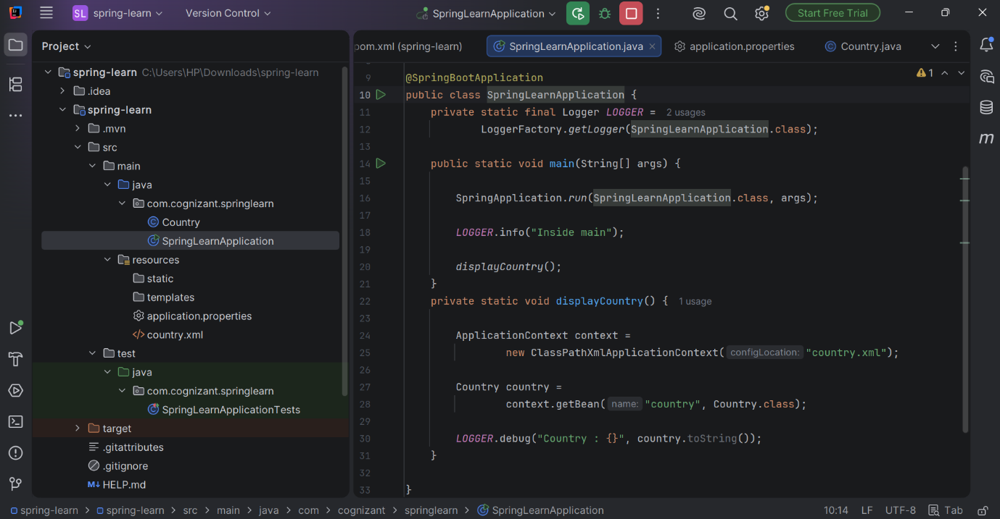 SL spring-learn Version Control SpringLearnApplication Start Free Trial
Project
spring-learn C:\Users\HP\Downloads\spring-learn
.idea
spring-learn
.mvn
src
main
java
com.cognizant.springlearn
Country
SpringLearnApplication
resources
static
templates
application.properties
country.xml
test
java
com.cognizant.springlearn
SpringLearnApplicationTests
target
.gitattributes
.gitignore
M↓ HELP.md
pom.xml (spring-learn) SpringLearnApplication.java application.properties Country.java
1
9 @SpringBootApplication
10 public class SpringLearnApplication {
11 private static final Logger LOGGER = 2 usages
12 LoggerFactory.getLogger(SpringLearnApplication.class);
13
14 public static void main(String[] args) {
15
16 SpringApplication.run(SpringLearnApplication.class, args);
17
18 LOGGER.info("Inside main");
19
20 displayCountry();
21 }
22 private static void displayCountry() { 1 usage
23
24 ApplicationContext context =
25 new ClassPathXmlApplicationContext( configLocation: "country.xml");
26
27 Country country =
28 context.getBean( name: "country", Country.class);
29
30 LOGGER.debug("Country : {}", country.toString());
31 }
32
33 }
m
spring-learn > spring-learn > src > main > java > com > cognizant > springlearn > SpringLearnApplication 10:14 LF UTF-8 Tab